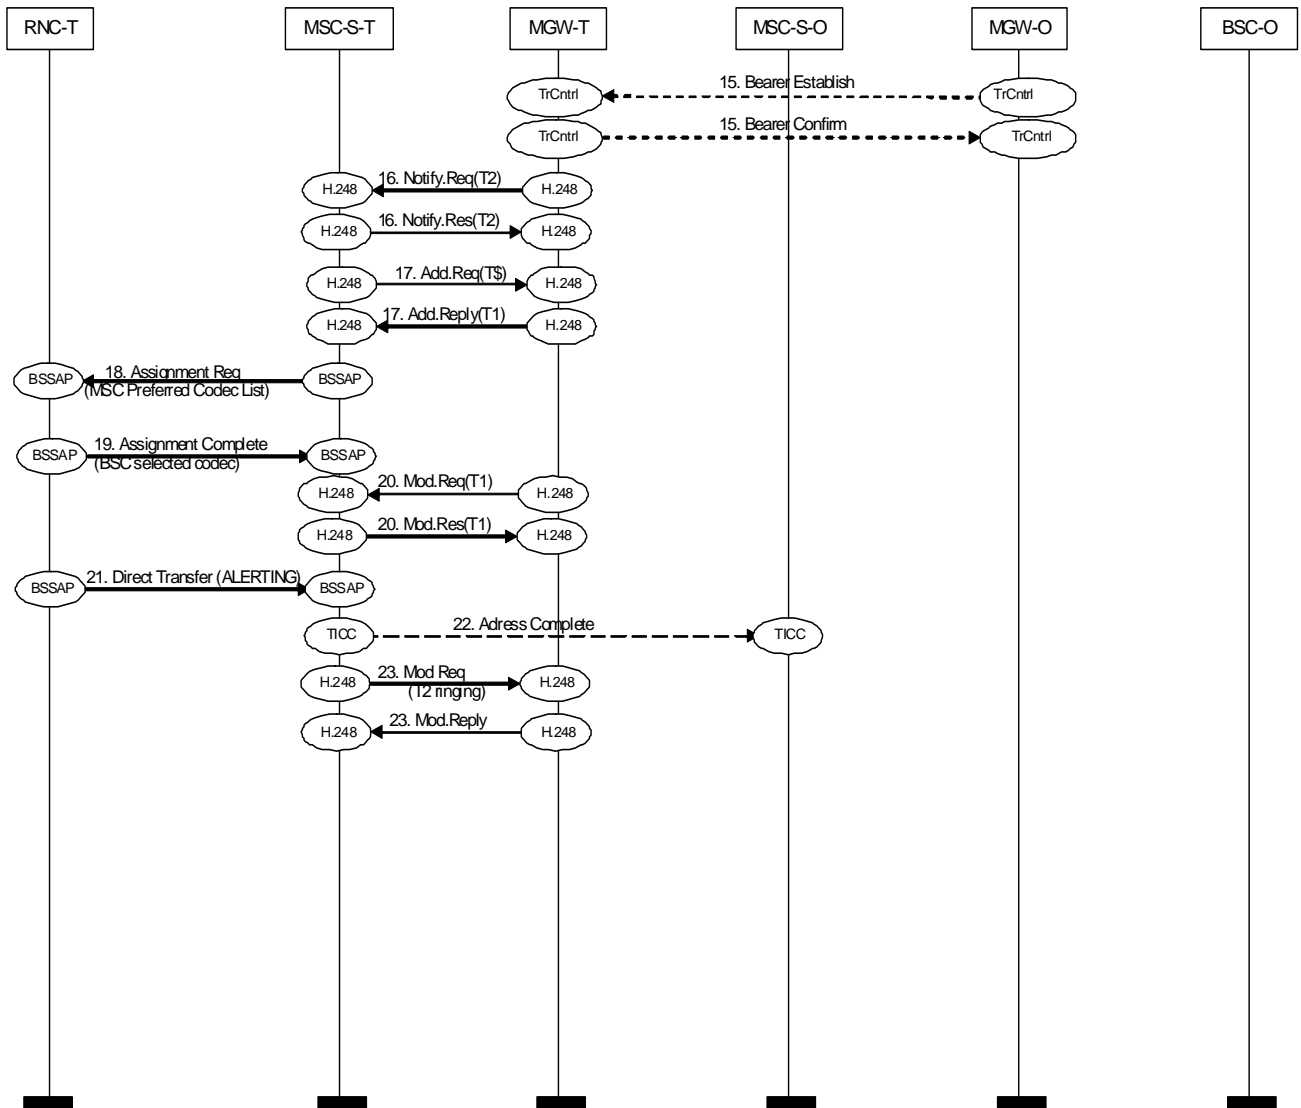 RNC-T MSC-S-T MGW-T MSC-S-O MGW-O BSC-O
15. Bearer Establish
TrCntrl TrCntrl
15. Bearer Confirm
TrCntrl TrCntrl
16. Notify.Req(T2)
H.248 H.248
16. Notify.Res(T2)
H.248 H.248
17. Add.Req(T$)
H.248 H.248
17. Add.Reply(T1)
H.248 H.248
18. Assignment Req
BSSAP BSSAP
(MSC Preferred Codec List)
19. Assignment Complete
BSSAP BSSAP
(BSC selected codec)
20. Mod.Req(T1)
H.248 H.248
20. Mod.Res(T1)
H.248 H.248
21. Direct Transfer (ALERTING)
BSSAP BSSAP
22. Adress Complete
TICC TICC
23. Mod Req
H.248 H.248
(T2 ringing)
23. Mod.Reply
H.248 H.248